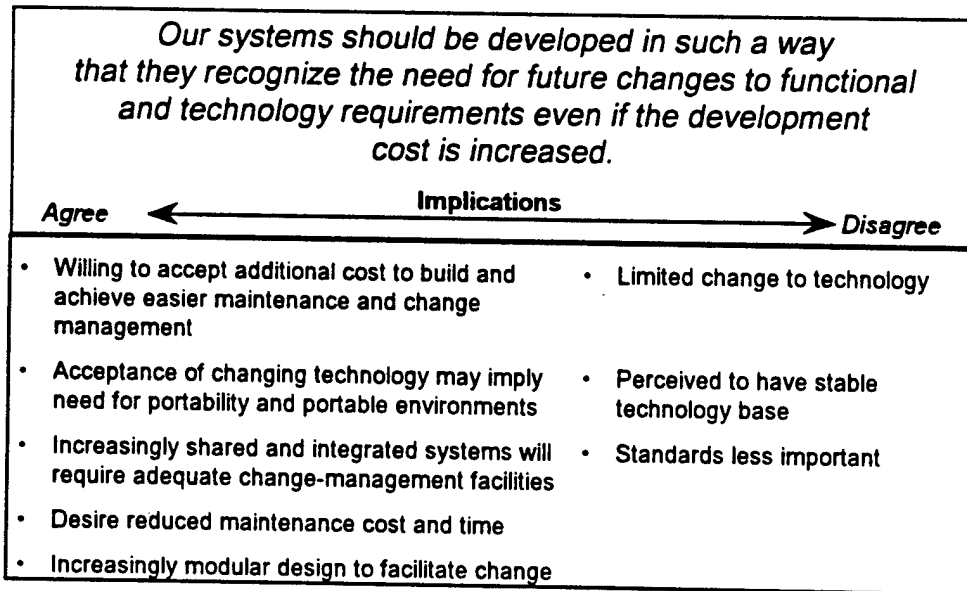 Our systems should be developed in such a way
that they recognize the need for future changes to functional
and technology requirements even if the development
cost is increased.
Implications
Agree
Disagree
• Willing to accept additional cost to build and
achieve easier maintenance and change
management
• Acceptance of changing technology may imply
need for portability and portable environments
• Increasingly shared and integrated systems will
require adequate change-management facilities
• Desire reduced maintenance cost and time
• Increasingly modular design to facilitate change
• Limited change to technology
• Perceived to have stable
technology base
• Standards less important